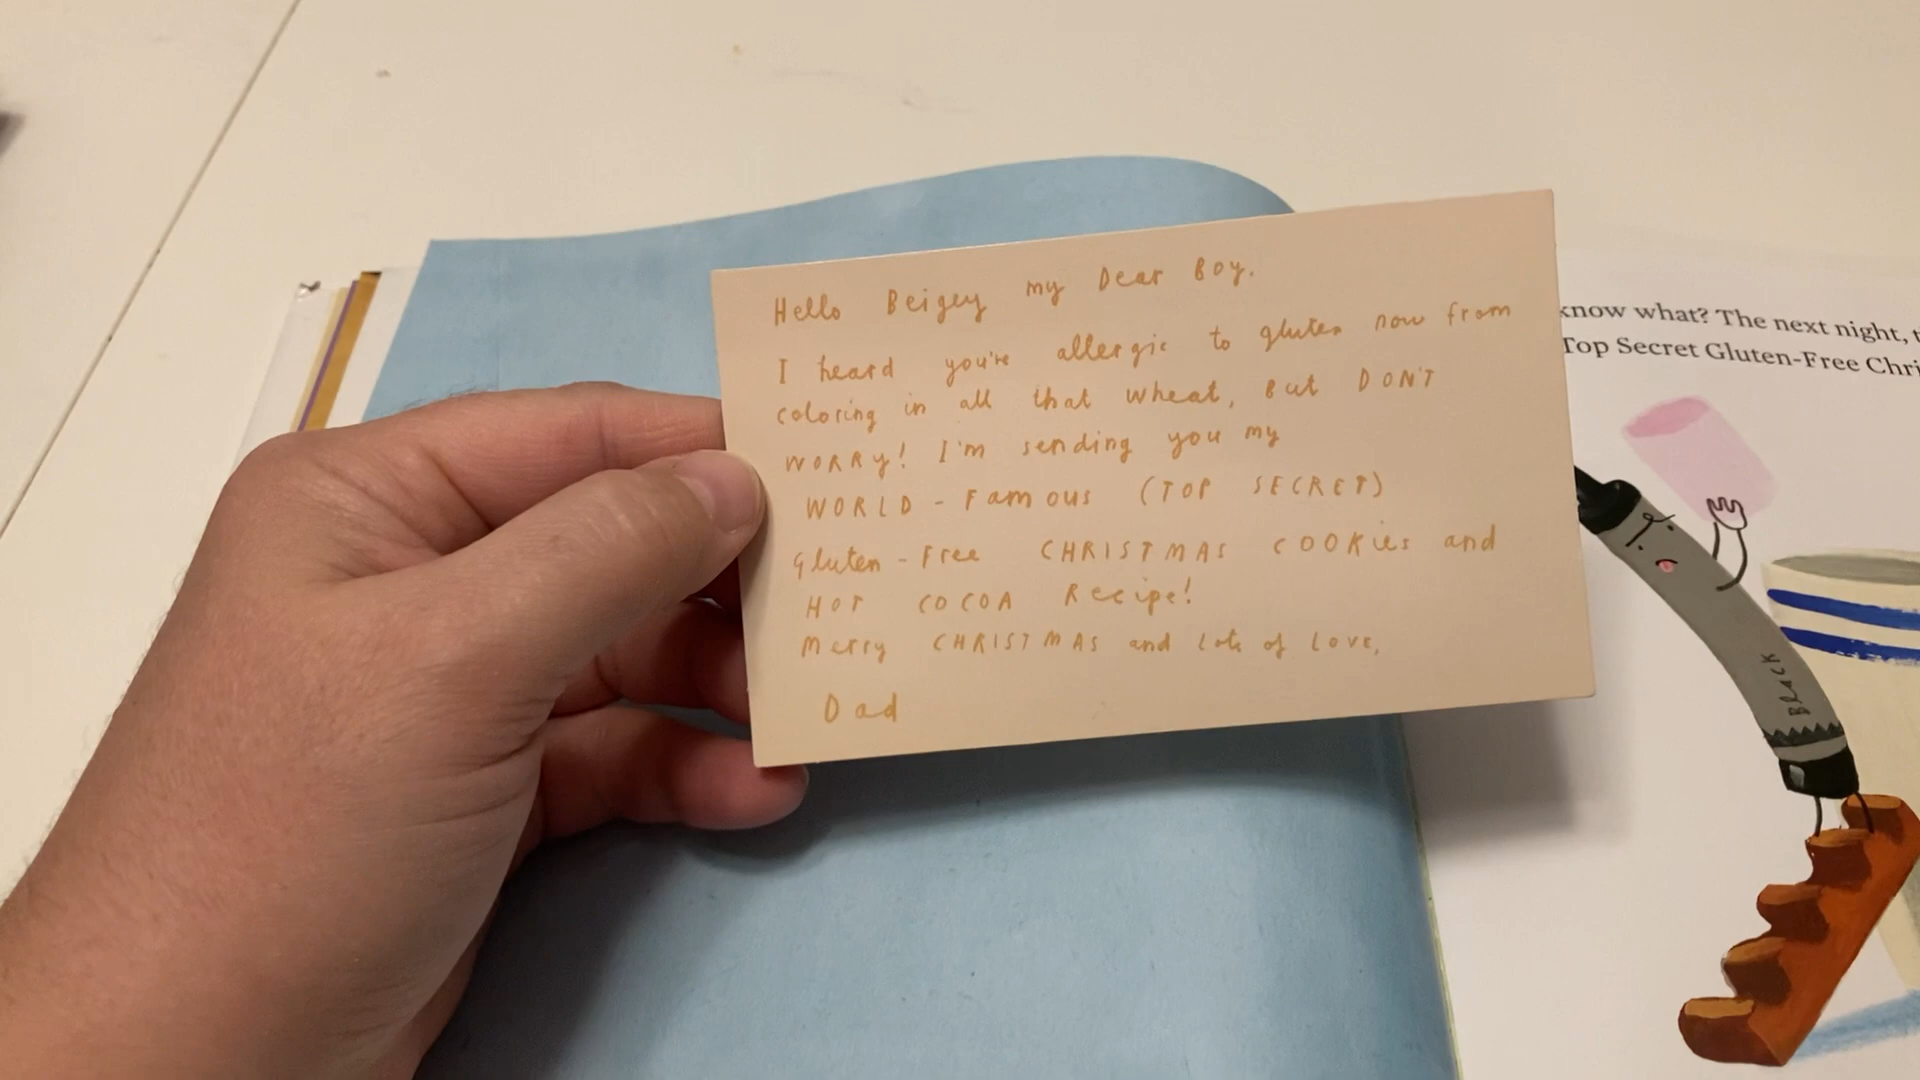 Hello Beigey my Dear Boy.
I heard you're allergic to gluten now from
coloring in all that wheat, But DON'T
WORRY! I'm sending you my
WORLD - Famous (TOP SECRET)
Gluten - Free CHRISTMAS COOKies and
HOT COCOA Recipe!
Merry CHRISTMAS and Lots of LOVE,
Dad
know what? The next night,
Top Secret Gluten-Free
BLACK